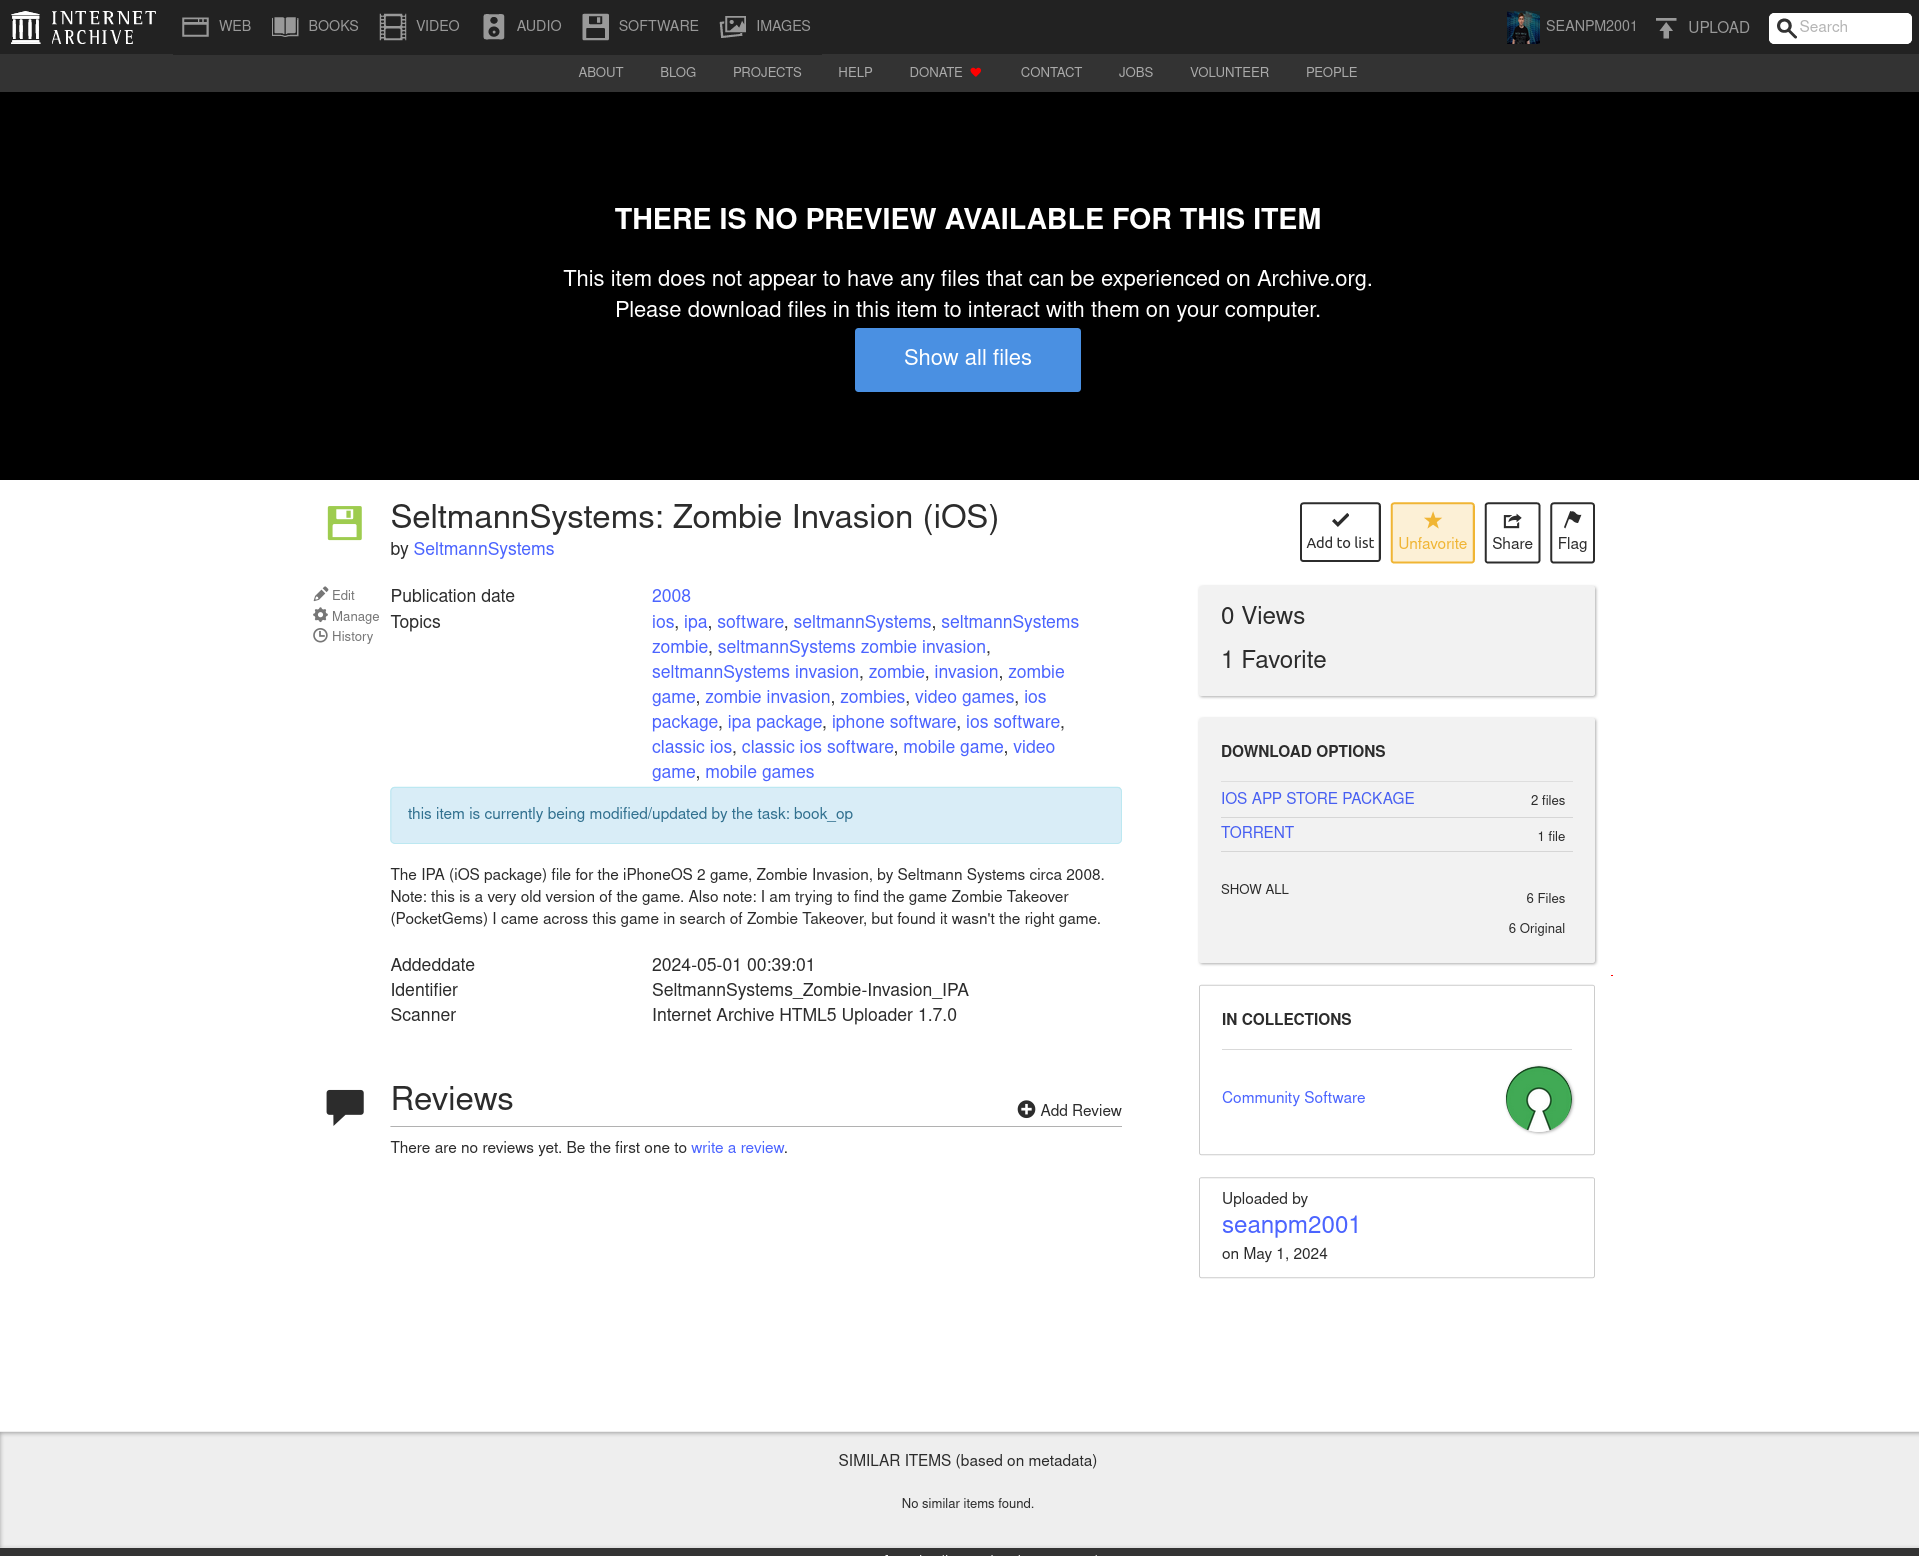 INTERNET
ARCHIVE
WEB
BOOKS
VIDEO
AUDIO
SOFTWARE
IMAGES
SEANPM2001
UPLOAD
Search
ABOUT
BLOG
PROJECTS
HELP
DONATE
CONTACT
JOBS
VOLUNTEER
PEOPLE
THERE IS NO PREVIEW AVAILABLE FOR THIS ITEM
This item does not appear to have any files that can be experienced on Archive.org.
Please download files in this item to interact with them on your computer.
Show all files
SeltmannSystems: Zombie Invasion (iOS)
by SeltmannSystems
Add to list
Unfavorite
Share
Flag
Edit
Manage
History
Publication date 2008
Topics ios, ipa, software, seltmannSystems, seltmannSystems
zombie, seltmannSystems zombie invasion,
seltmannSystems invasion, zombie, invasion, zombie
game, zombie invasion, zombies, video games, ios
package, ipa package, iphone software, ios software,
classic ios, classic ios software, mobile game, video
game, mobile games
this item is currently being modified/updated by the task: book_op
The IPA (iOS package) file for the iPhoneOS 2 game, Zombie Invasion, by Seltmann Systems circa 2008.
Note: this is a very old version of the game. Also note: I am trying to find the game Zombie Takeover
(PocketGems) I came across this game in search of Zombie Takeover, but found it wasn't the right game.
Addeddate 2024-05-01 00:39:01
Identifier SeltmannSystems_Zombie-Invasion_IPA
Scanner Internet Archive HTML5 Uploader 1.7.0
Reviews
Add Review
There are no reviews yet. Be the first one to write a review.
0 Views
1 Favorite
DOWNLOAD OPTIONS
IOS APP STORE PACKAGE 2 files
TORRENT 1 file
SHOW ALL 6 Files
6 Original
IN COLLECTIONS
Community Software
Uploaded by
seanpm2001
on May 1, 2024
SIMILAR ITEMS (based on metadata)
No similar items found.